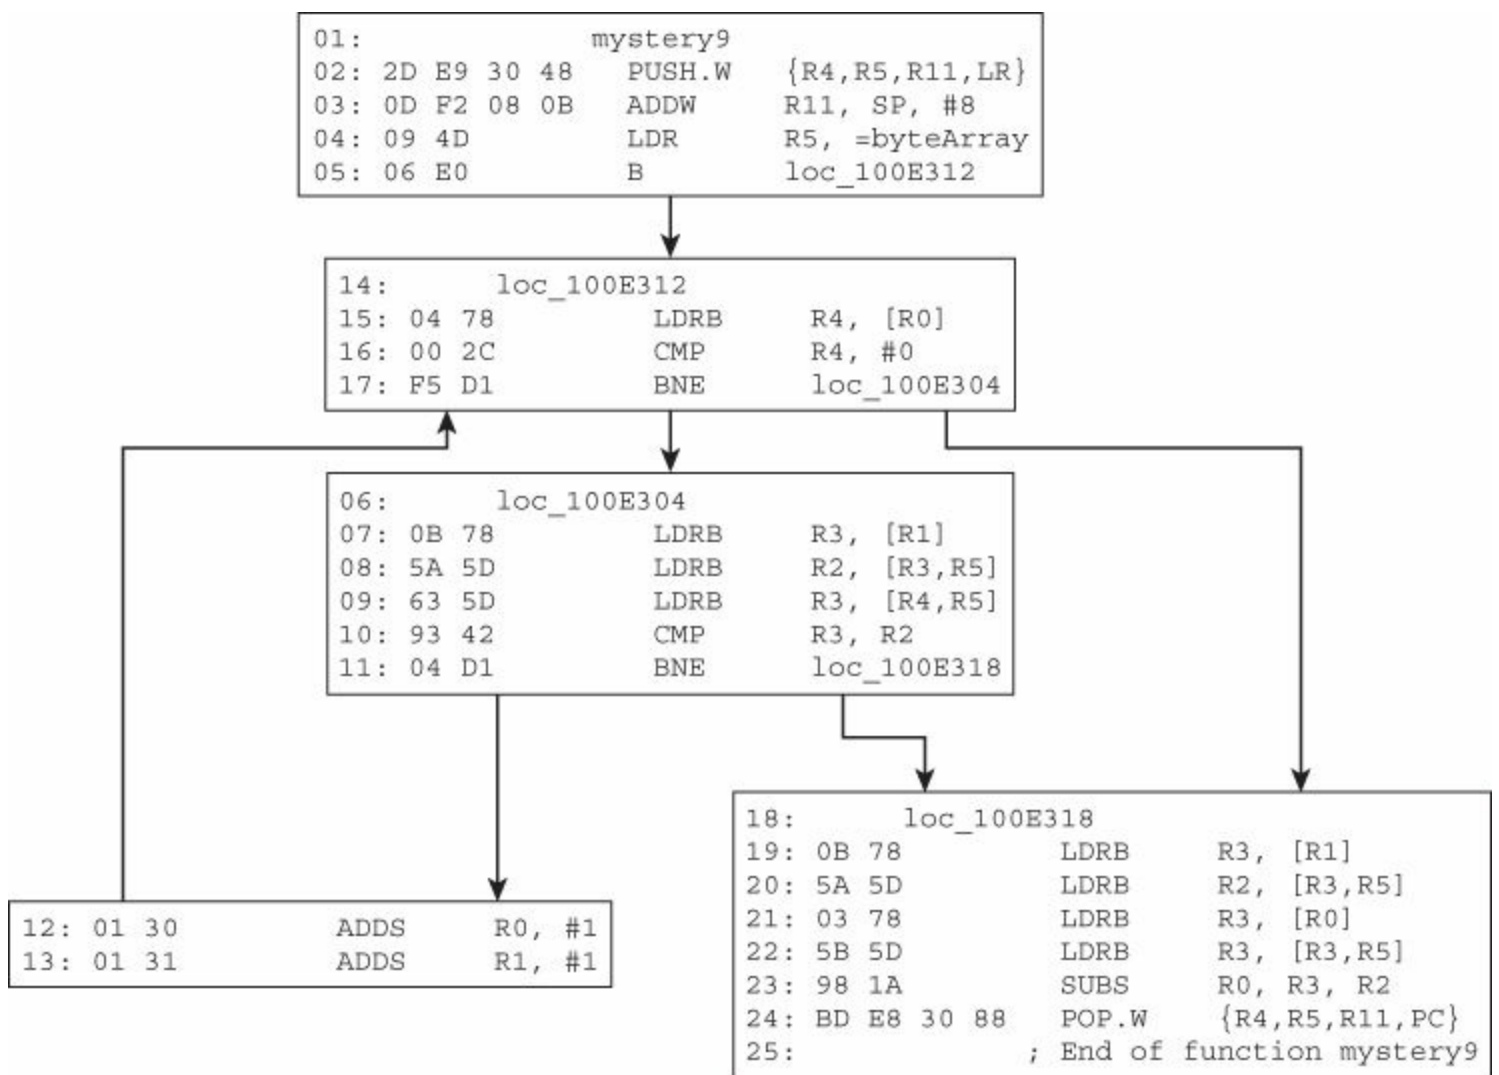 01: mystery9
02: 2D E9 30 48 PUSH.W {R4,R5,R11,LR}
03: 0D F2 08 0B ADDW R11, SP, #8
04: 09 4D LDR R5, =byteArray
05: 06 E0 B loc_100E312
14: loc_100E312
15: 04 78 LDRB R4, [R0]
16: 00 2C CMP R4, #0
17: F5 D1 BNE loc_100E304
06: loc_100E304
07: 0B 78 LDRB R3, [R1]
08: 5A 5D LDRB R2, [R3,R5]
09: 63 5D LDRB R3, [R4,R5]
10: 93 42 CMP R3, R2
11: 04 D1 BNE loc_100E318
12: 01 30 ADDS R0, #1
13: 01 31 ADDS R1, #1
18: loc_100E318
19: 0B 78 LDRB R3, [R1]
20: 5A 5D LDRB R2, [R3,R5]
21: 03 78 LDRB R3, [R0]
22: 5B 5D LDRB R3, [R3,R5]
23: 98 1A SUBS R0, R3, R2
24: BD E8 30 88 POP.W {R4,R5,R11,PC}
25: ; End of function mystery9